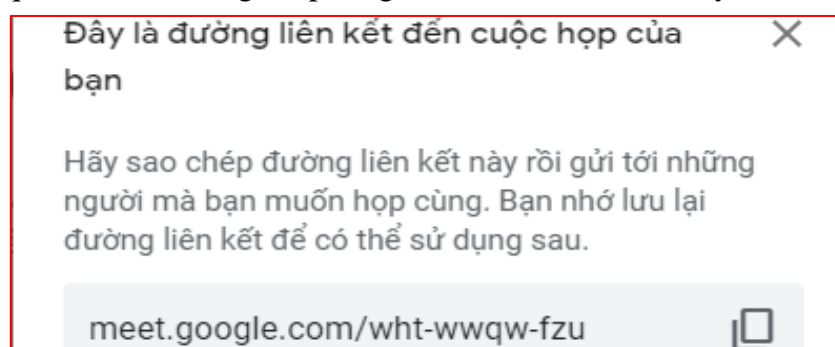 Đây là đường liên kết đến cuộc họp của
bạn
Hãy sao chép đường liên kết này rồi gửi tới những
người mà bạn muốn họp cùng. Bạn nhớ lưu lại
đường liên kết để có thể sử dụng sau.
meet.google.com/wht-wwqw-fzu